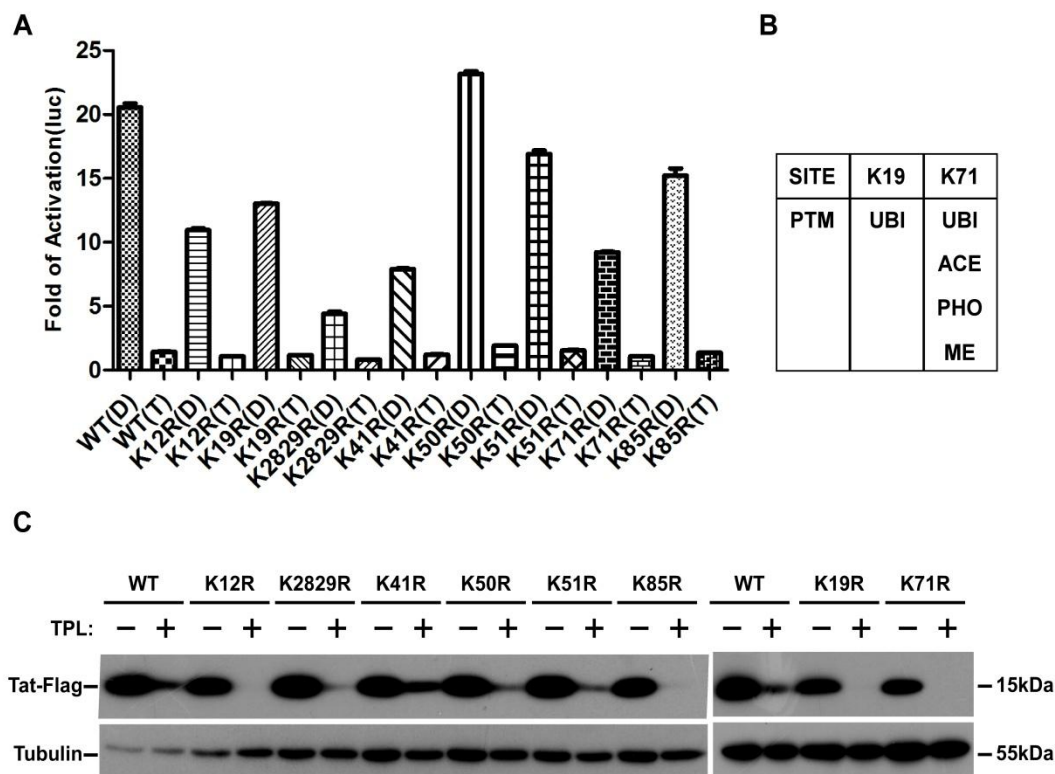 A
B
Fold of Activation(luc)
25
20
15
10
5
0
WT(D)
WT(T)
K12R(D)
K12R(T)
K19R(D)
K19R(T)
K2829R(D)
K2829R(T)
K41R(D)
K41R(T)
K50R(D)
K50R(T)
K51R(D)
K51R(T)
K71R(D)
K71R(T)
K85R(D)
K85R(T)
SITE K19 K71
PTM UBI UBI
ACE
PHO
ME
C
WT K12R K2829R K41R K50R K51R K85R WT K19R K71R
TPL: − + − + − + − + − + − + − + − + − + − +
Tat-Flag 15kDa
Tubulin 55kDa